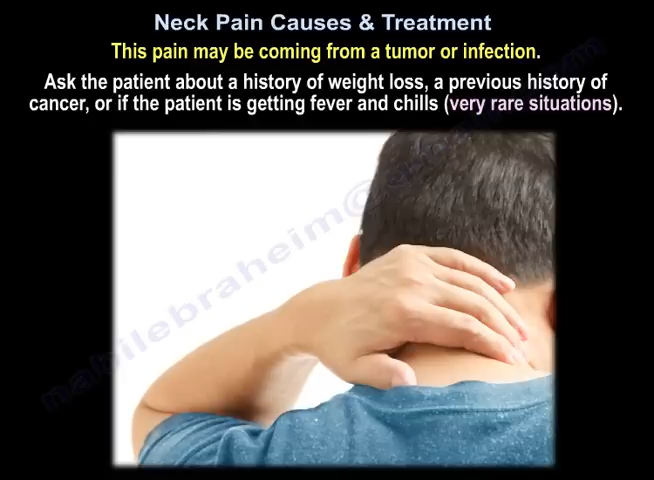 Neck Pain Causes & Treatment
This pain may be coming from a tumor or infection.
Ask the patient about a history of weight loss, a previous history of
cancer, or if the patient is getting fever and chills (very rare situations).